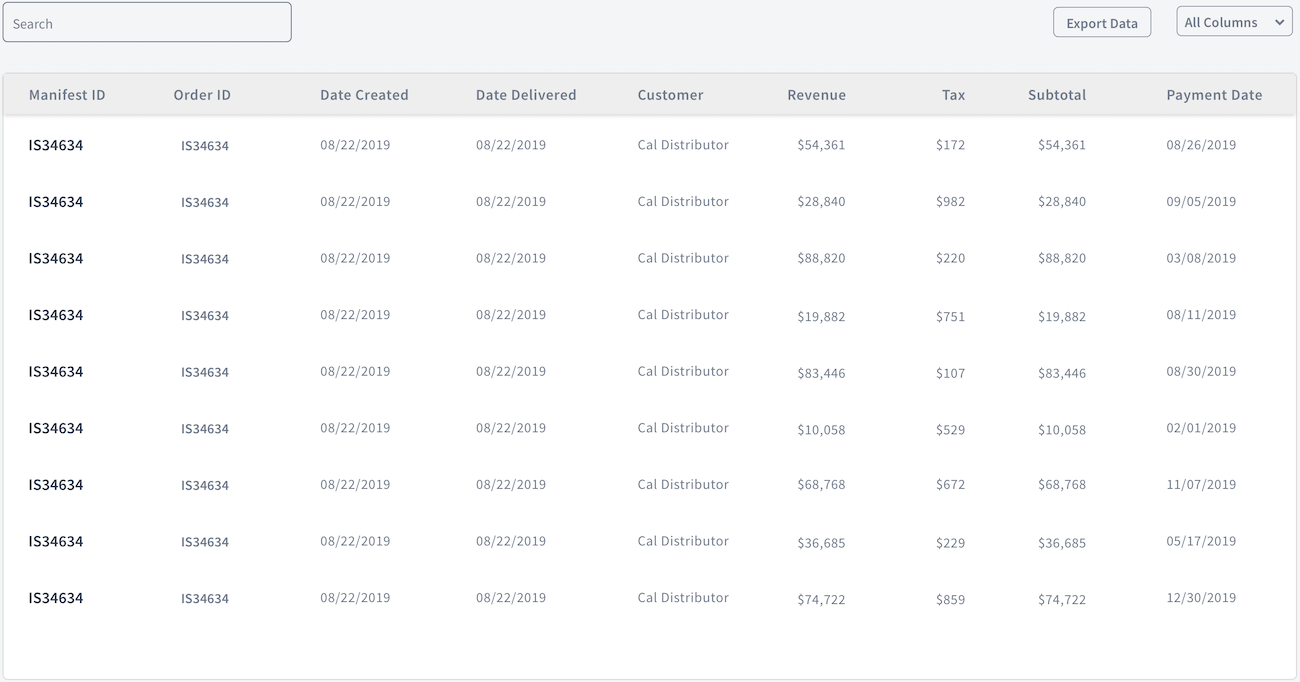 Search Export Data All Columns
Manifest ID Order ID Date Created Date Delivered Customer Revenue Tax Subtotal Payment Date
IS34634 IS34634 08/22/2019 08/22/2019 Cal Distributor $54,361 $172 $54,361 08/26/2019
IS34634 IS34634 08/22/2019 08/22/2019 Cal Distributor $28,840 $982 $28,840 09/05/2019
IS34634 IS34634 08/22/2019 08/22/2019 Cal Distributor $88,820 $220 $88,820 03/08/2019
IS34634 IS34634 08/22/2019 08/22/2019 Cal Distributor $19,882 $751 $19,882 08/11/2019
IS34634 IS34634 08/22/2019 08/22/2019 Cal Distributor $83,446 $107 $83,446 08/30/2019
IS34634 IS34634 08/22/2019 08/22/2019 Cal Distributor $10,058 $529 $10,058 02/01/2019
IS34634 IS34634 08/22/2019 08/22/2019 Cal Distributor $68,768 $672 $68,768 11/07/2019
IS34634 IS34634 08/22/2019 08/22/2019 Cal Distributor $36,685 $229 $36,685 05/17/2019
IS34634 IS34634 08/22/2019 08/22/2019 Cal Distributor $74,722 $859 $74,722 12/30/2019